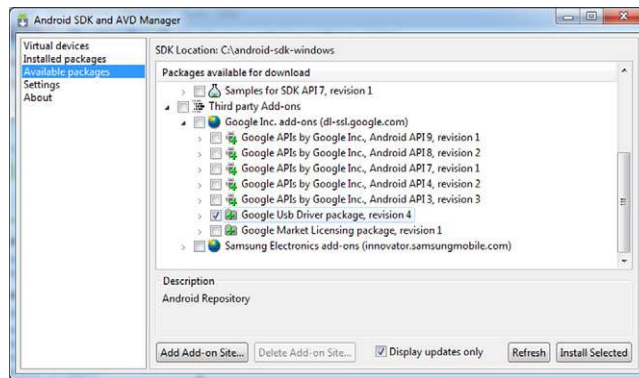 Android SDK and AVD Manager
Virtual devices
Installed packages
Available packages
Settings
About
SDK Location: C:\android-sdk-windows
Packages available for download
Samples for SDK API 7, revision 1
Third party Add-ons
Google Inc. add-ons (dl-ssl.google.com)
Google APIs by Google Inc., Android API 9, revision 1
Google APIs by Google Inc., Android API 8, revision 2
Google APIs by Google Inc., Android API 7, revision 1
Google APIs by Google Inc., Android API 4, revision 2
Google APIs by Google Inc., Android API 3, revision 3
Google Usb Driver package, revision 4
Google Market Licensing package, revision 1
Samsung Electronics add-ons (innovator.samsungmobile.com)
Description
Android Repository
Add Add-on Site... Delete Add-on Site... Display updates only Refresh Install Selected